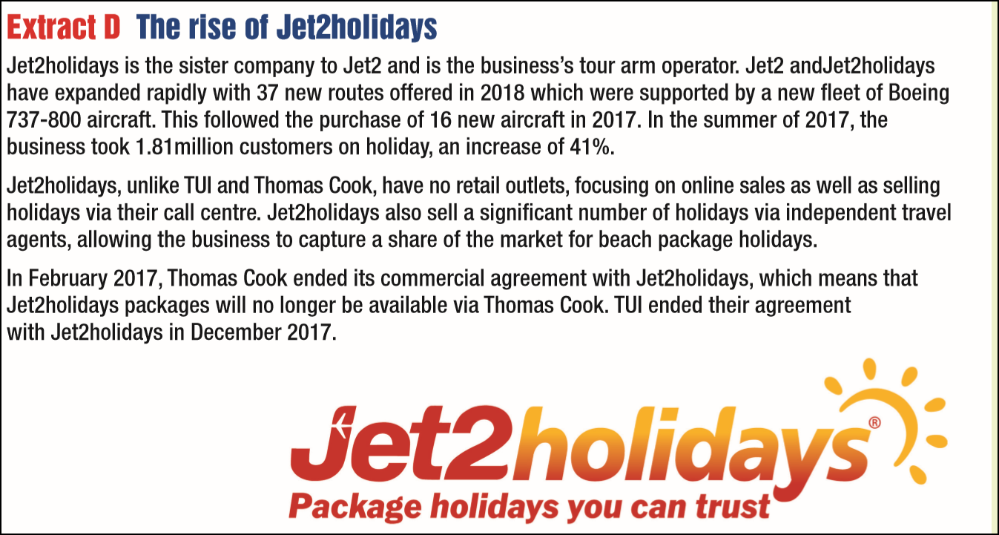 Extract D The rise of Jet2holidays
Jet2holidays is the sister company to Jet2 and is the business’s tour arm operator. Jet2 andJet2holidays
have expanded rapidly with 37 new routes offered in 2018 which were supported by a new fleet of Boeing
737-800 aircraft. This followed the purchase of 16 new aircraft in 2017. In the summer of 2017, the
business took 1.81million customers on holiday, an increase of 41%.
Jet2holidays, unlike TUI and Thomas Cook, have no retail outlets, focusing on online sales as well as selling
holidays via their call centre. Jet2holidays also sell a significant number of holidays via independent travel
agents, allowing the business to capture a share of the market for beach package holidays.
In February 2017, Thomas Cook ended its commercial agreement with Jet2holidays, which means that
Jet2holidays packages will no longer be available via Thomas Cook. TUI ended their agreement
with Jet2holidays in December 2017.
Jet2holidays®
Package holidays you can trust